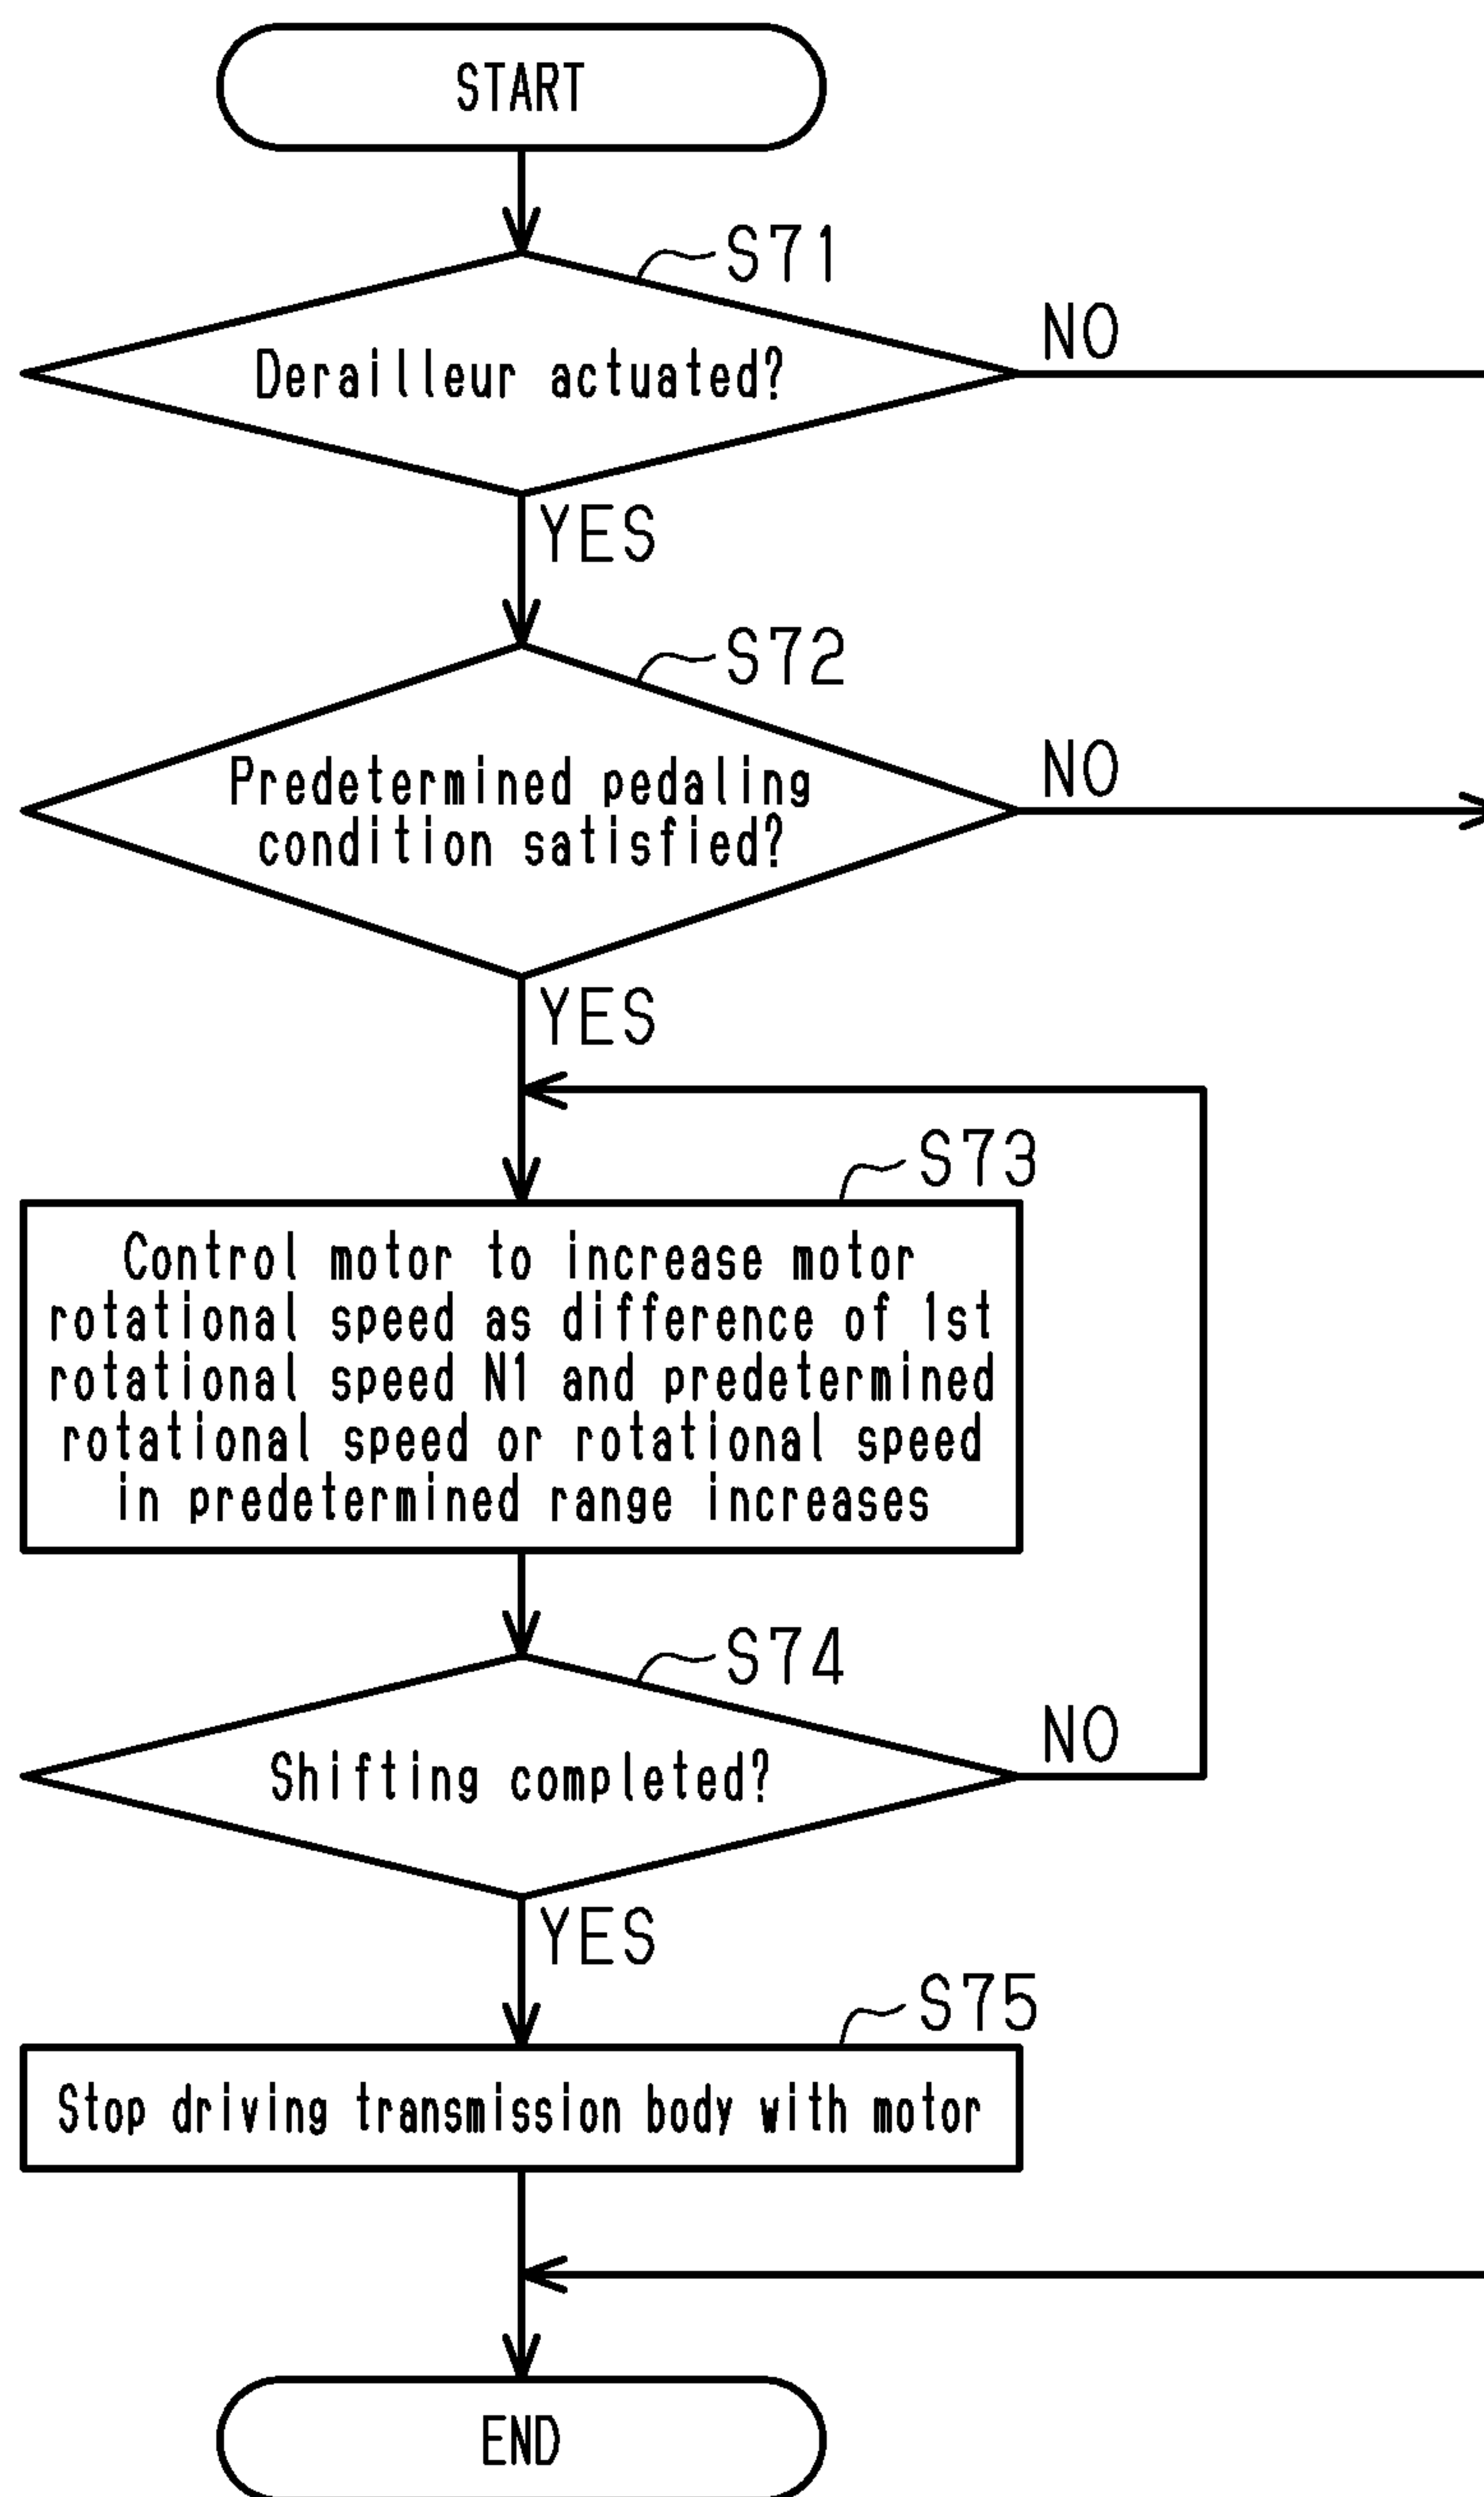 START
S71
Derailleur actuated?
NO
YES
S72
Predetermined pedaling
condition satisfied?
NO
YES
S73
Control motor to increase motor
rotational speed as difference of 1st
rotational speed N1 and predetermined
rotational speed or rotational speed
in predetermined range increases
S74
Shifting completed?
NO
YES
S75
Stop driving transmission body with motor
END